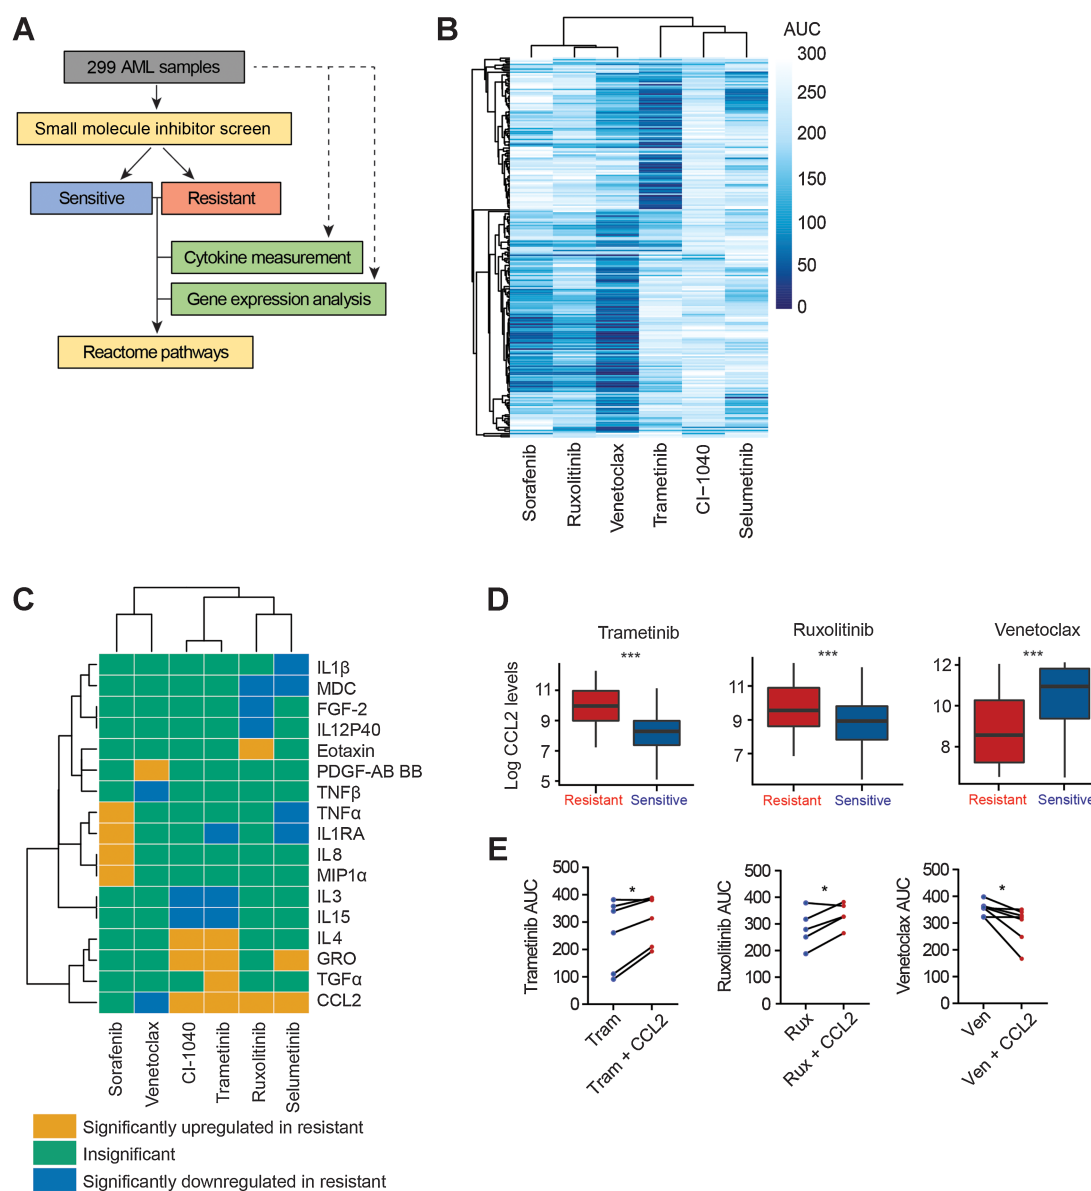 A
299 AML samples
Small molecule inhibitor screen
Sensitive
Resistant
Cytokine measurement
Gene expression analysis
Reactome pathways
B
AUC
300
250
200
150
100
50
0
Sorafenib
Ruxolitinib
Venetoclax
Trametinib
CI–1040
Selumetinib
C
IL1β
MDC
FGF-2
IL12P40
Eotaxin
PDGF-AB BB
TNFβ
TNFα
IL1RA
IL8
MIP1α
IL3
IL15
IL4
GRO
TGFα
CCL2
Sorafenib
Venetoclax
CI-1040
Trametinib
Ruxolitinib
Selumetinib
Significantly upregulated in resistant
Insignificant
Significantly downregulated in resistant
D
Log CCL2 levels
Trametinib
***
11
9
7
5
Resistant
Sensitive
Ruxolitinib
***
11
9
7
Resistant
Sensitive
Venetoclax
***
12
10
8
Resistant
Sensitive
E
Trametinib AUC
500
400
300
200
100
0
*
Tram
Tram + CCL2
Ruxolitinib AUC
500
400
300
200
100
0
*
Rux
Rux + CCL2
Venetoclax AUC
500
400
300
200
100
0
*
Ven
Ven + CCL2